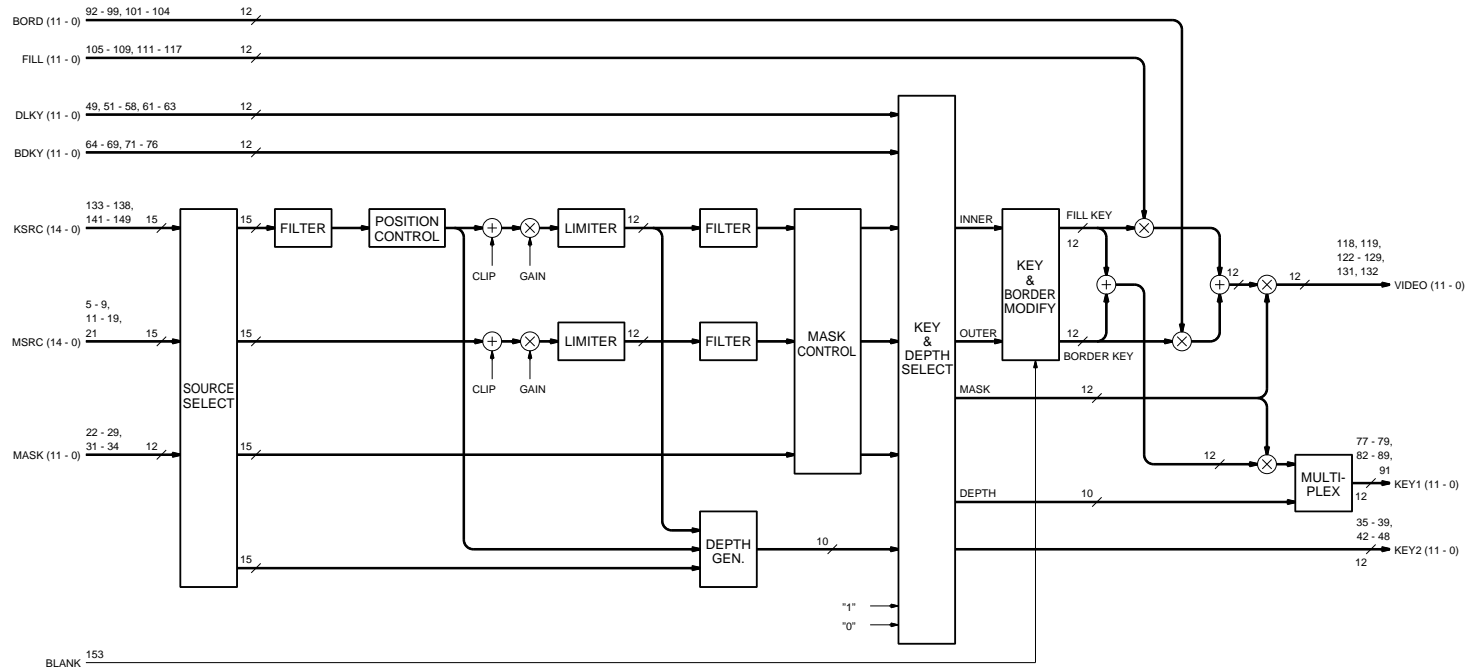 BORD (11 - 0)
92 - 99, 101 - 104
12
FILL (11 - 0)
105 - 109, 111 - 117
12
DLKY (11 - 0)
49, 51 - 58, 61 - 63
12
BDKY (11 - 0)
64 - 69, 71 - 76
12
KSRC (14 - 0)
133 - 138,
141 - 149
15
MSRC (14 - 0)
5 - 9,
11 - 19,
21
15
MASK (11 - 0)
22 - 29,
31 - 34
12
SOURCE
SELECT
15
15
15
15
FILTER
POSITION
CONTROL
CLIP
GAIN
LIMITER
12
FILTER
CLIP
GAIN
LIMITER
12
FILTER
MASK
CONTROL
DEPTH
GEN.
10
"1"
"0"
KEY
&
DEPTH
SELECT
INNER
OUTER
MASK
12
DEPTH
10
KEY
&
BORDER
MODIFY
FILL KEY
12
12
BORDER KEY
12
12
118, 119,
122 - 129,
131, 132
VIDEO (11 - 0)
12
MULTI-
PLEX
77 - 79,
82 - 89,
91
KEY1 (11 - 0)
12
35 - 39,
42 - 48
KEY2 (11 - 0)
12
BLANK
153